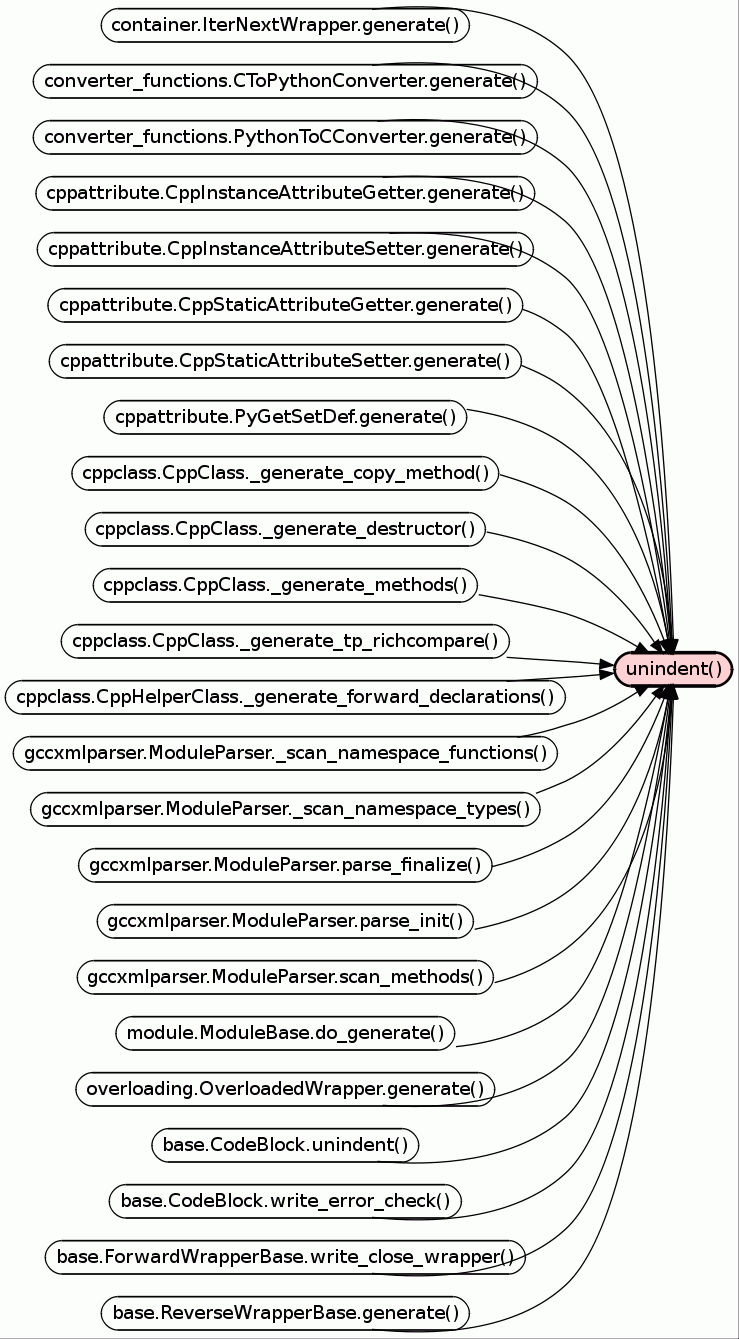 container.IterNextWrapper.generate()
converter_functions.CToPythonConverter.generate()
converter_functions.PythonToCConverter.generate()
cppattribute.CppInstanceAttributeGetter.generate()
cppattribute.CppInstanceAttributeSetter.generate()
cppattribute.CppStaticAttributeGetter.generate()
cppattribute.CppStaticAttributeSetter.generate()
cppattribute.PyGetSetDef.generate()
cppclass.CppClass._generate_copy_method()
cppclass.CppClass._generate_destructor()
cppclass.CppClass._generate_methods()
cppclass.CppClass._generate_tp_richcompare()
unindent()
cppclass.CppHelperClass._generate_forward_declarations()
gccxmlparser.ModuleParser._scan_namespace_functions()
gccxmlparser.ModuleParser._scan_namespace_types()
gccxmlparser.ModuleParser.parse_finalize()
gccxmlparser.ModuleParser.parse_init()
gccxmlparser.ModuleParser.scan_methods()
module.ModuleBase.do_generate()
overloading.OverloadedWrapper.generate()
base.CodeBlock.unindent()
base.CodeBlock.write_error_check()
base.ForwardWrapperBase.write_close_wrapper()
base.ReverseWrapperBase.generate()